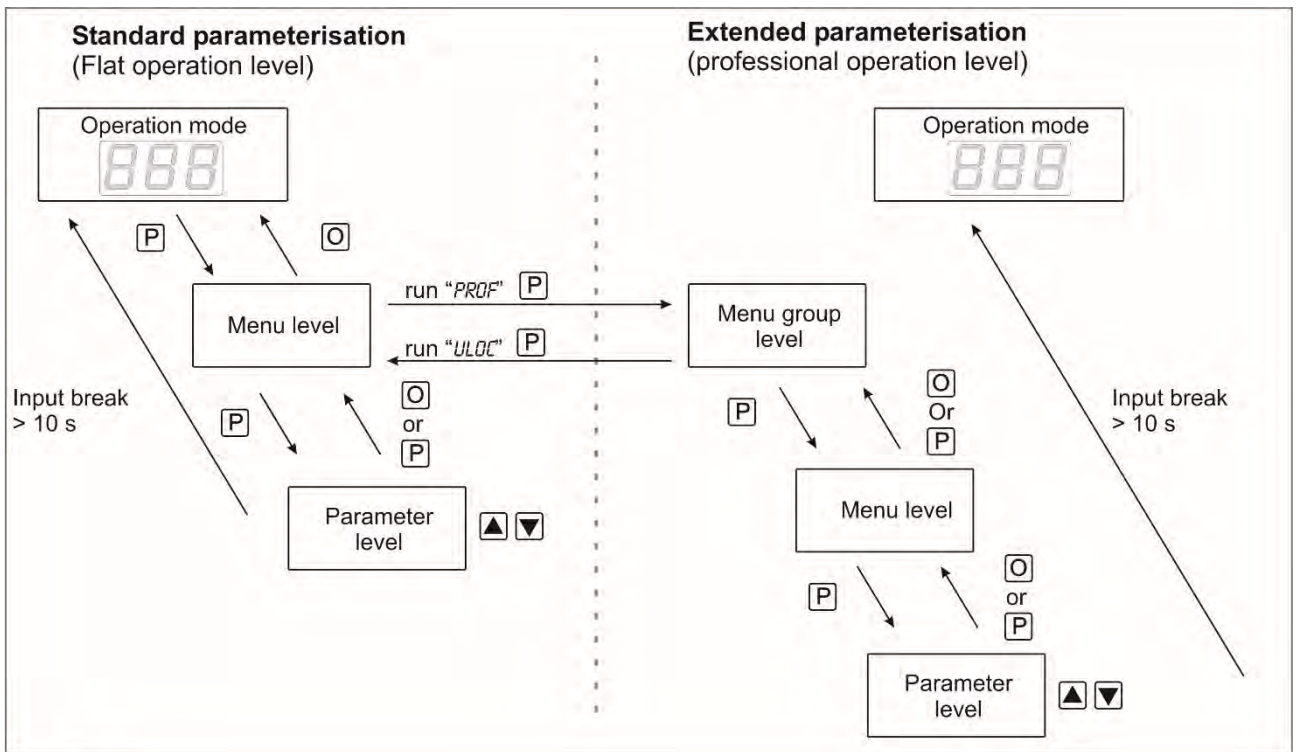 Standard parameterisation
(Flat operation level)
Operation mode
888
P
O
Menu level
run “PROF” P
run “ULOC” P
Input break
> 10 s
P
O
or
P
Parameter
level
▲ ▼
Extended parameterisation
(professional operation level)
Operation mode
888
Menu group
level
P
O
Or
P
Input break
> 10 s
Menu level
P
O
or
P
Parameter
level
▲ ▼